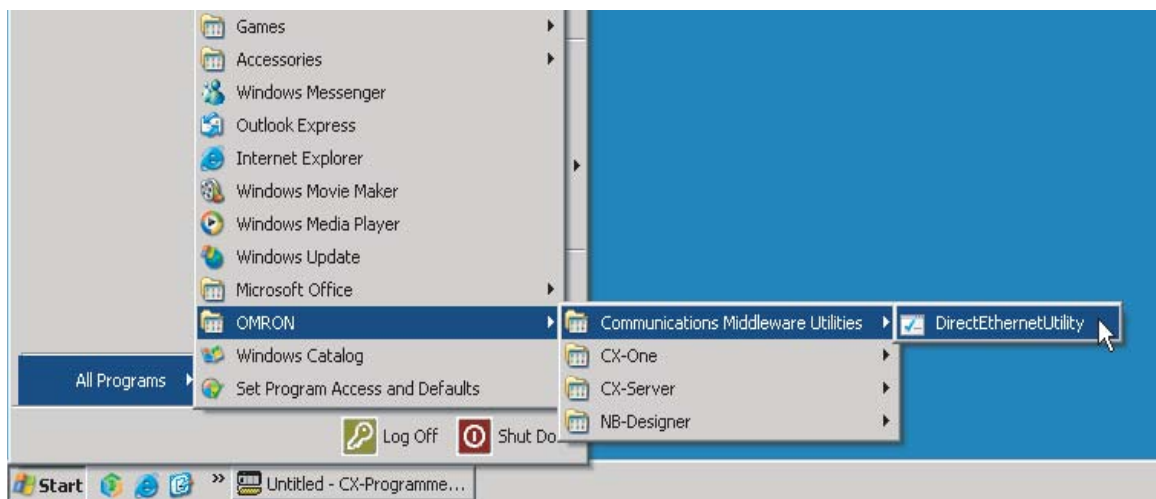 Games
Accessories
Windows Messenger
Outlook Express
Internet Explorer
Windows Movie Maker
Windows Media Player
Windows Update
Microsoft Office
OMRON
Windows Catalog
Set Program Access and Defaults
Communications Middleware Utilities
CX-One
CX-Server
NB-Designer
DirectEthernetUtility
All Programs
Log Off
Shut Do
Start
»
Untitled - CX-Programme...